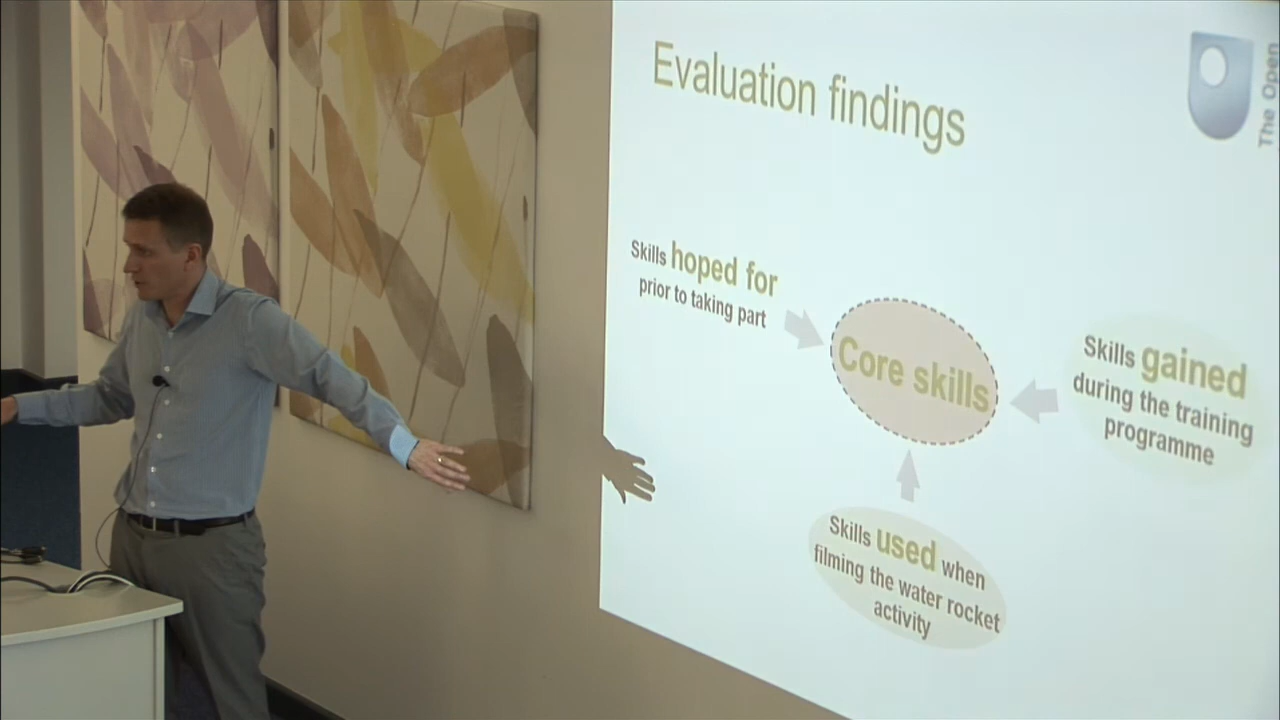 Evaluation findings
The Open
Skills hoped for
prior to taking part
Core skills
Skills gained
during the training
programme
Skills used when
filming the water rocket
activity